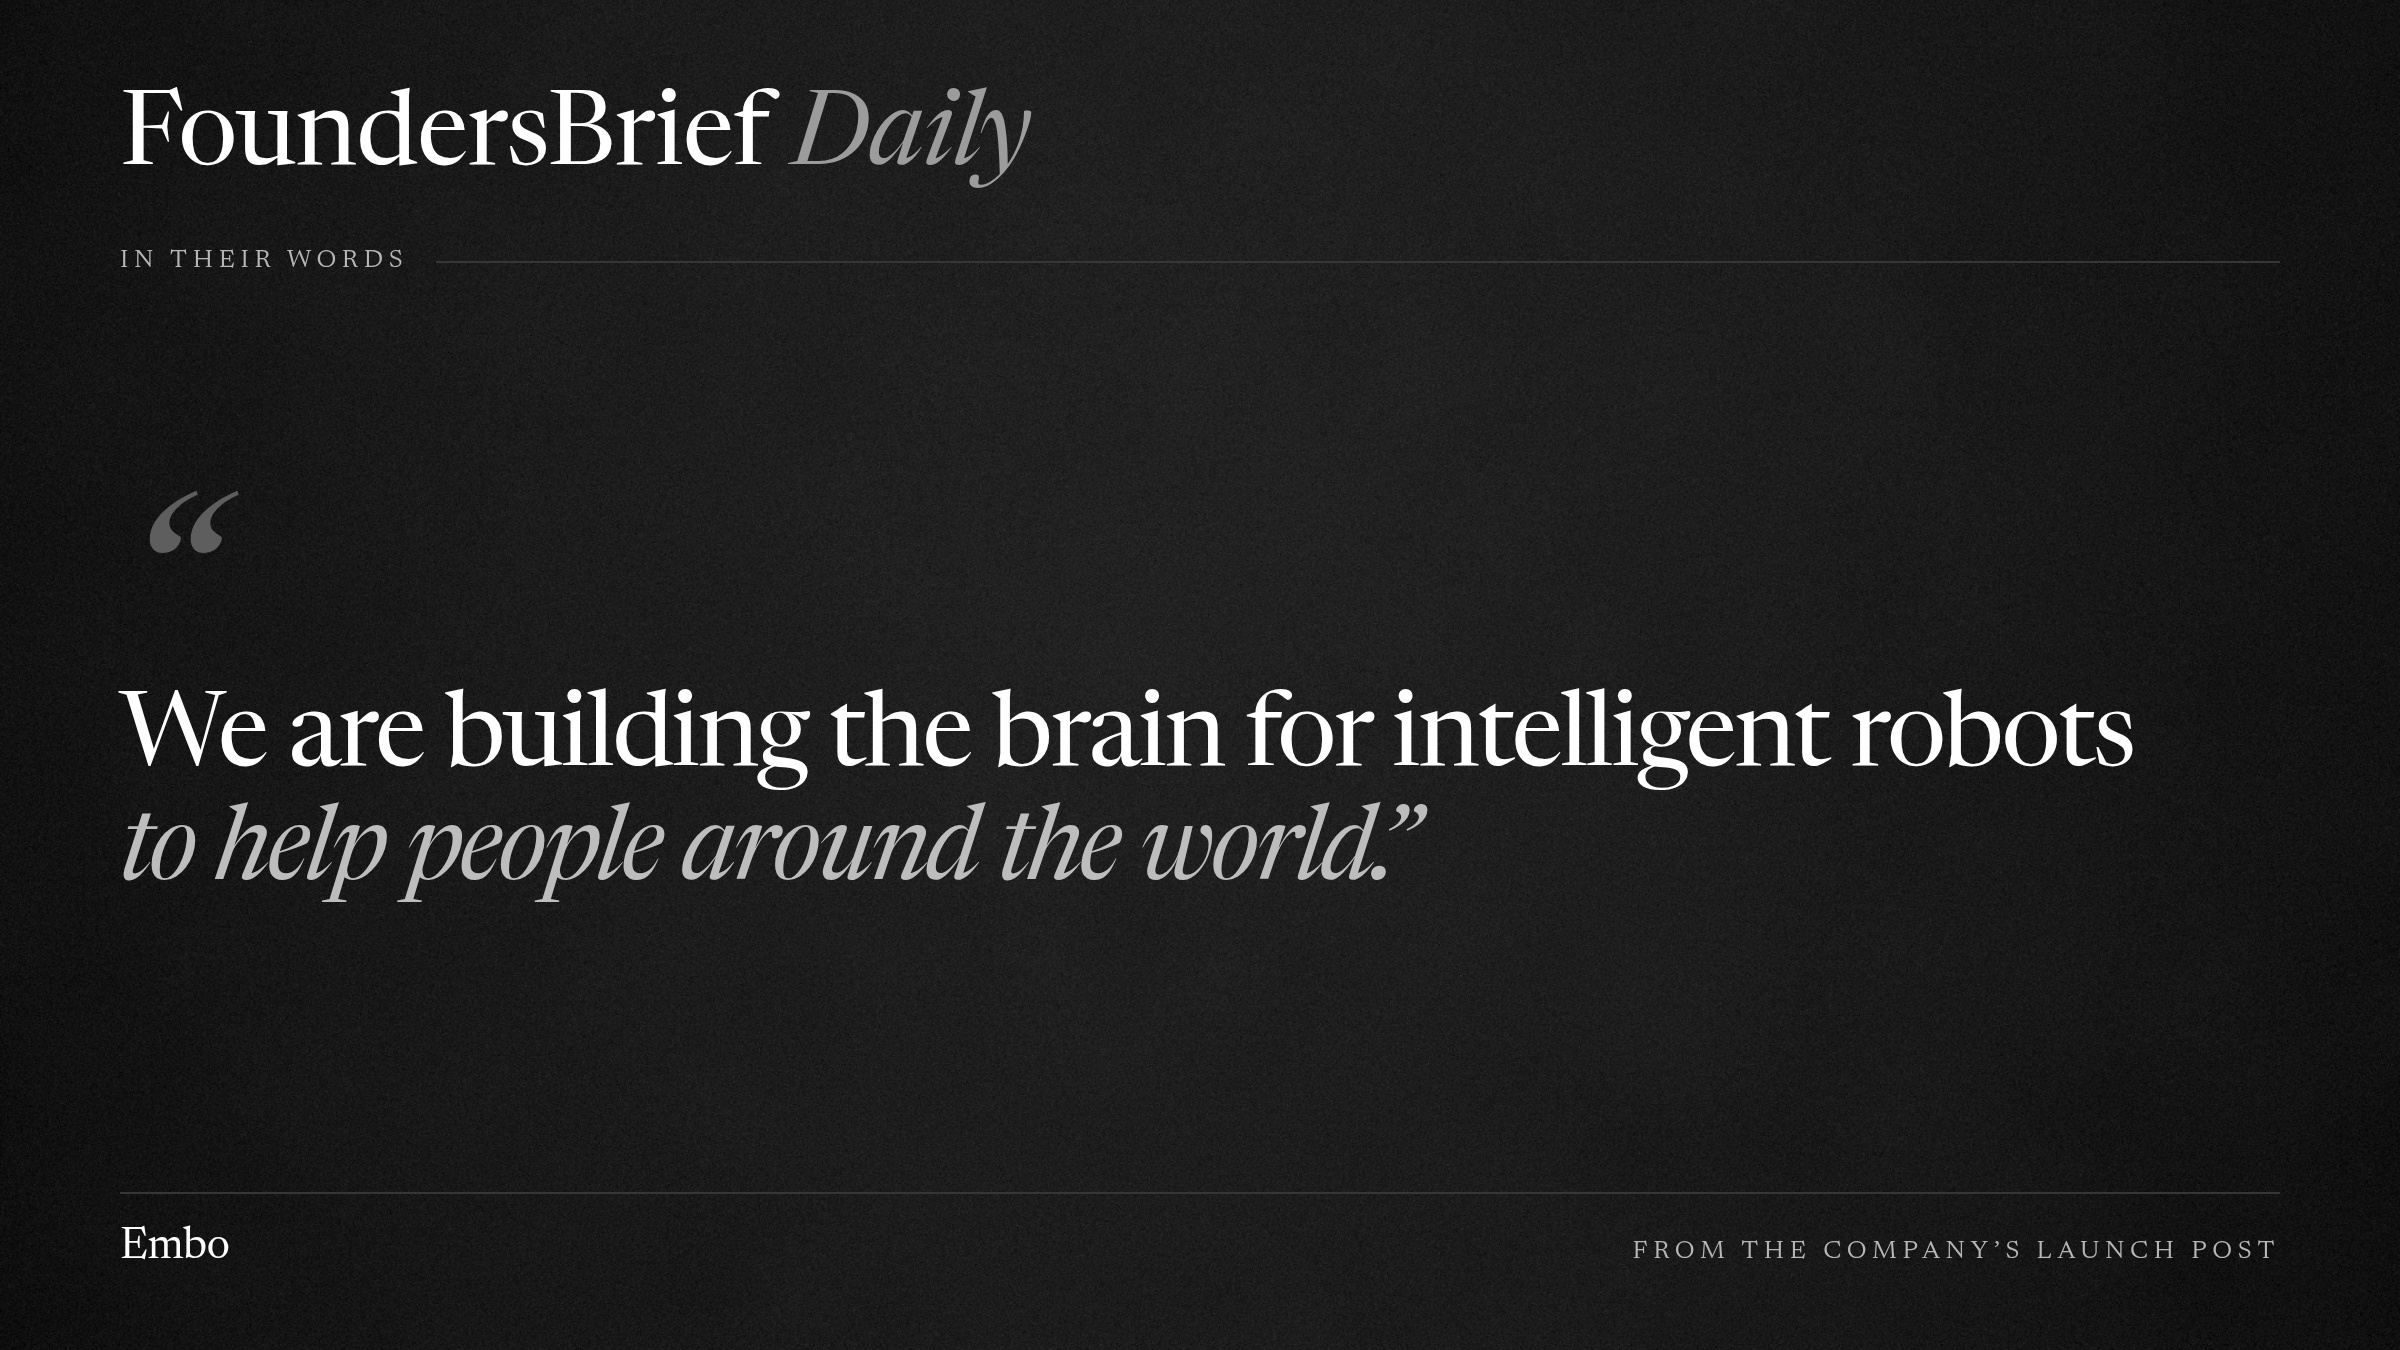 FoundersBrief Daily
IN THEIR WORDS
“
We are building the brain for intelligent robots
to help people around the world.”
Embo
FROM THE COMPANY’S LAUNCH POST